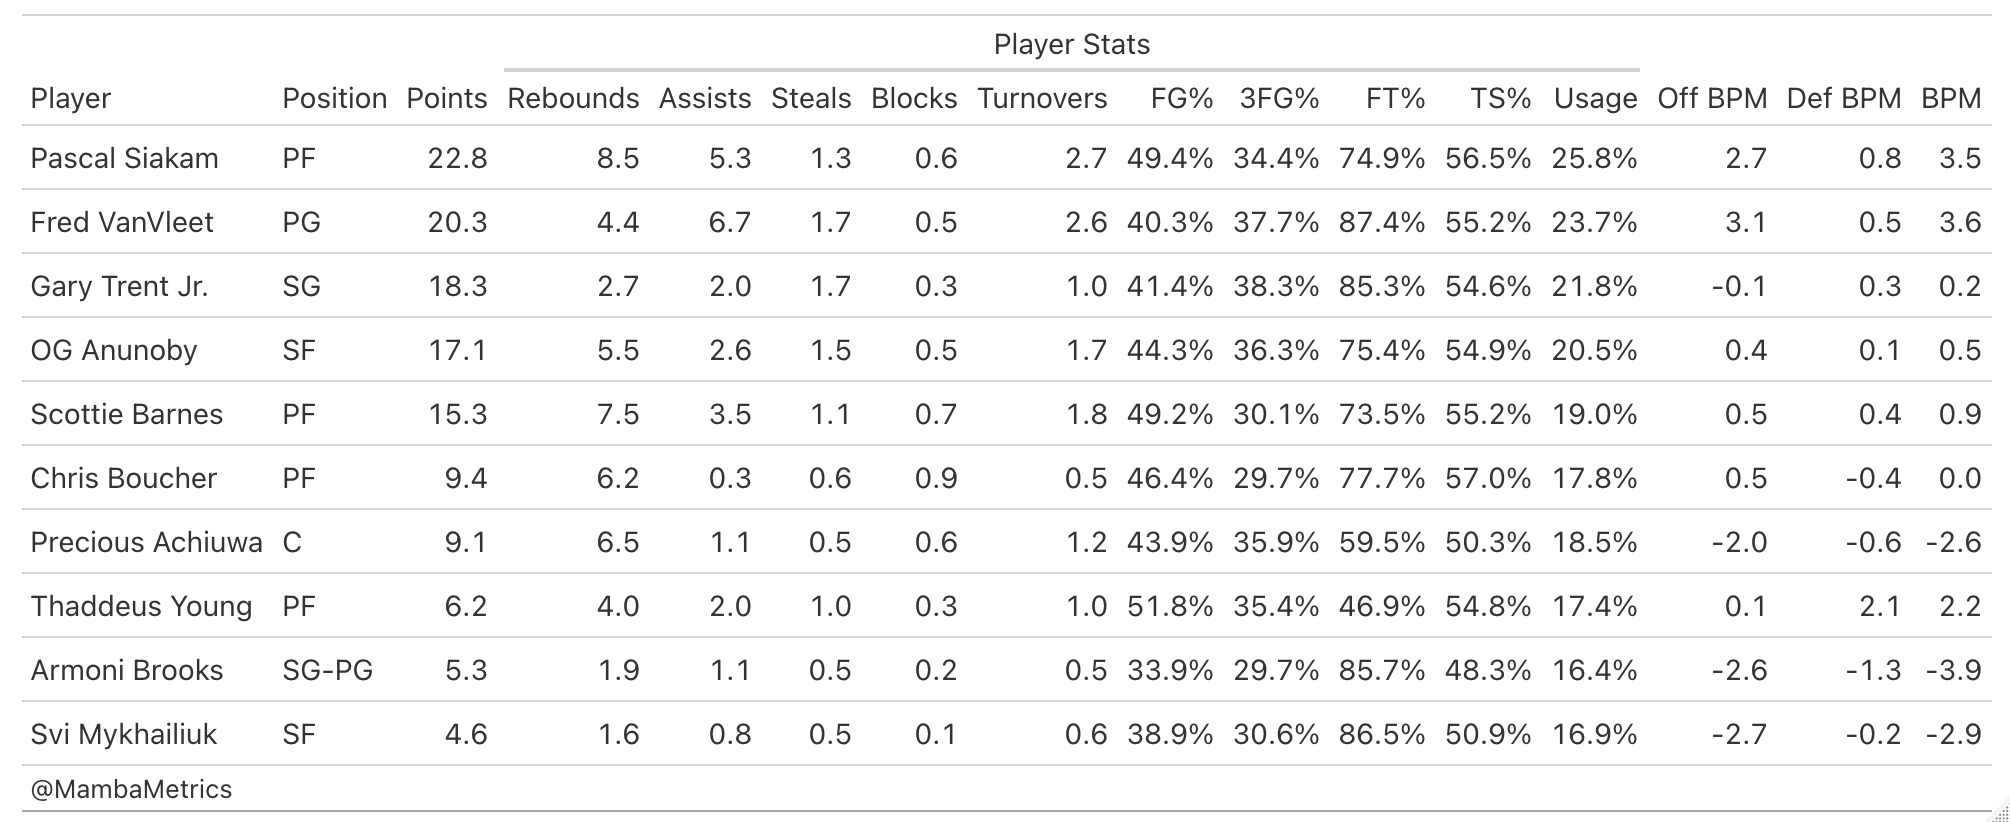 Player Stats
Player Position Points Rebounds Assists Steals Blocks Turnovers FG% 3FG% FT% TS% Usage Off BPM Def BPM BPM
Pascal Siakam PF 22.8 8.5 5.3 1.3 0.6 2.7 49.4% 34.4% 74.9% 56.5% 25.8% 2.7 0.8 3.5
Fred VanVleet PG 20.3 4.4 6.7 1.7 0.5 2.6 40.3% 37.7% 87.4% 55.2% 23.7% 3.1 0.5 3.6
Gary Trent Jr. SG 18.3 2.7 2.0 1.7 0.3 1.0 41.4% 38.3% 85.3% 54.6% 21.8% -0.1 0.3 0.2
OG Anunoby SF 17.1 5.5 2.6 1.5 0.5 1.7 44.3% 36.3% 75.4% 54.9% 20.5% 0.4 0.1 0.5
Scottie Barnes PF 15.3 7.5 3.5 1.1 0.7 1.8 49.2% 30.1% 73.5% 55.2% 19.0% 0.5 0.4 0.9
Chris Boucher PF 9.4 6.2 0.3 0.6 0.9 0.5 46.4% 29.7% 77.7% 57.0% 17.8% 0.5 -0.4 0.0
Precious Achiuwa C 9.1 6.5 1.1 0.5 0.6 1.2 43.9% 35.9% 59.5% 50.3% 18.5% -2.0 -0.6 -2.6
Thaddeus Young PF 6.2 4.0 2.0 1.0 0.3 1.0 51.8% 35.4% 46.9% 54.8% 17.4% 0.1 2.1 2.2
Armoni Brooks SG-PG 5.3 1.9 1.1 0.5 0.2 0.5 33.9% 29.7% 85.7% 48.3% 16.4% -2.6 -1.3 -3.9
Svi Mykhailiuk SF 4.6 1.6 0.8 0.5 0.1 0.6 38.9% 30.6% 86.5% 50.9% 16.9% -2.7 -0.2 -2.9
@MambaMetrics